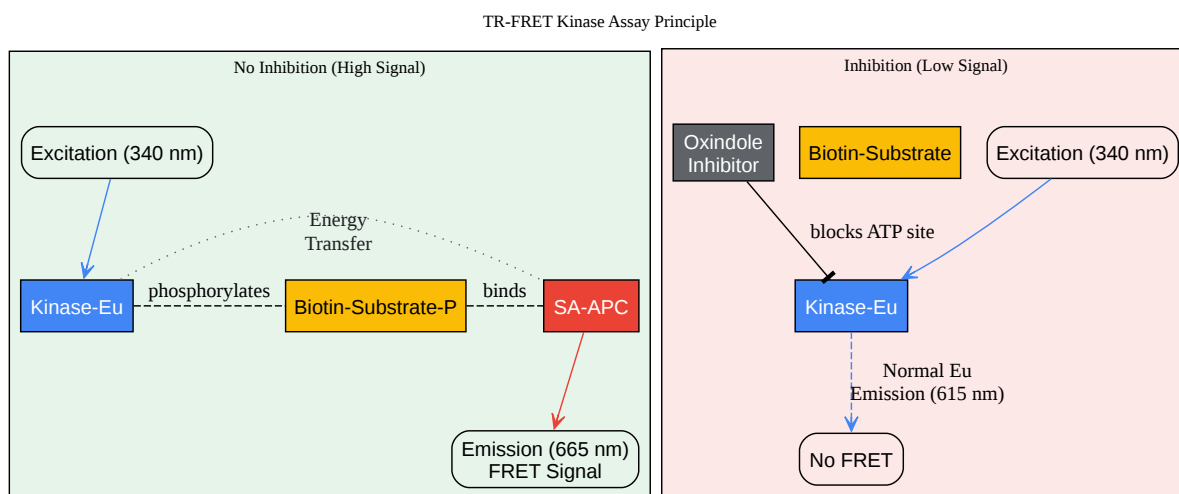 TR-FRET Kinase Assay Principle
No Inhibition (High Signal)
Excitation (340 nm)
Energy
Transfer
Kinase-Eu
phosphorylates
Biotin-Substrate-P
binds
SA-APC
Emission (665 nm)
FRET Signal
Inhibition (Low Signal)
Oxindole
Inhibitor
Biotin-Substrate
Excitation (340 nm)
blocks ATP site
Kinase-Eu
Normal Eu
Emission (615 nm)
No FRET